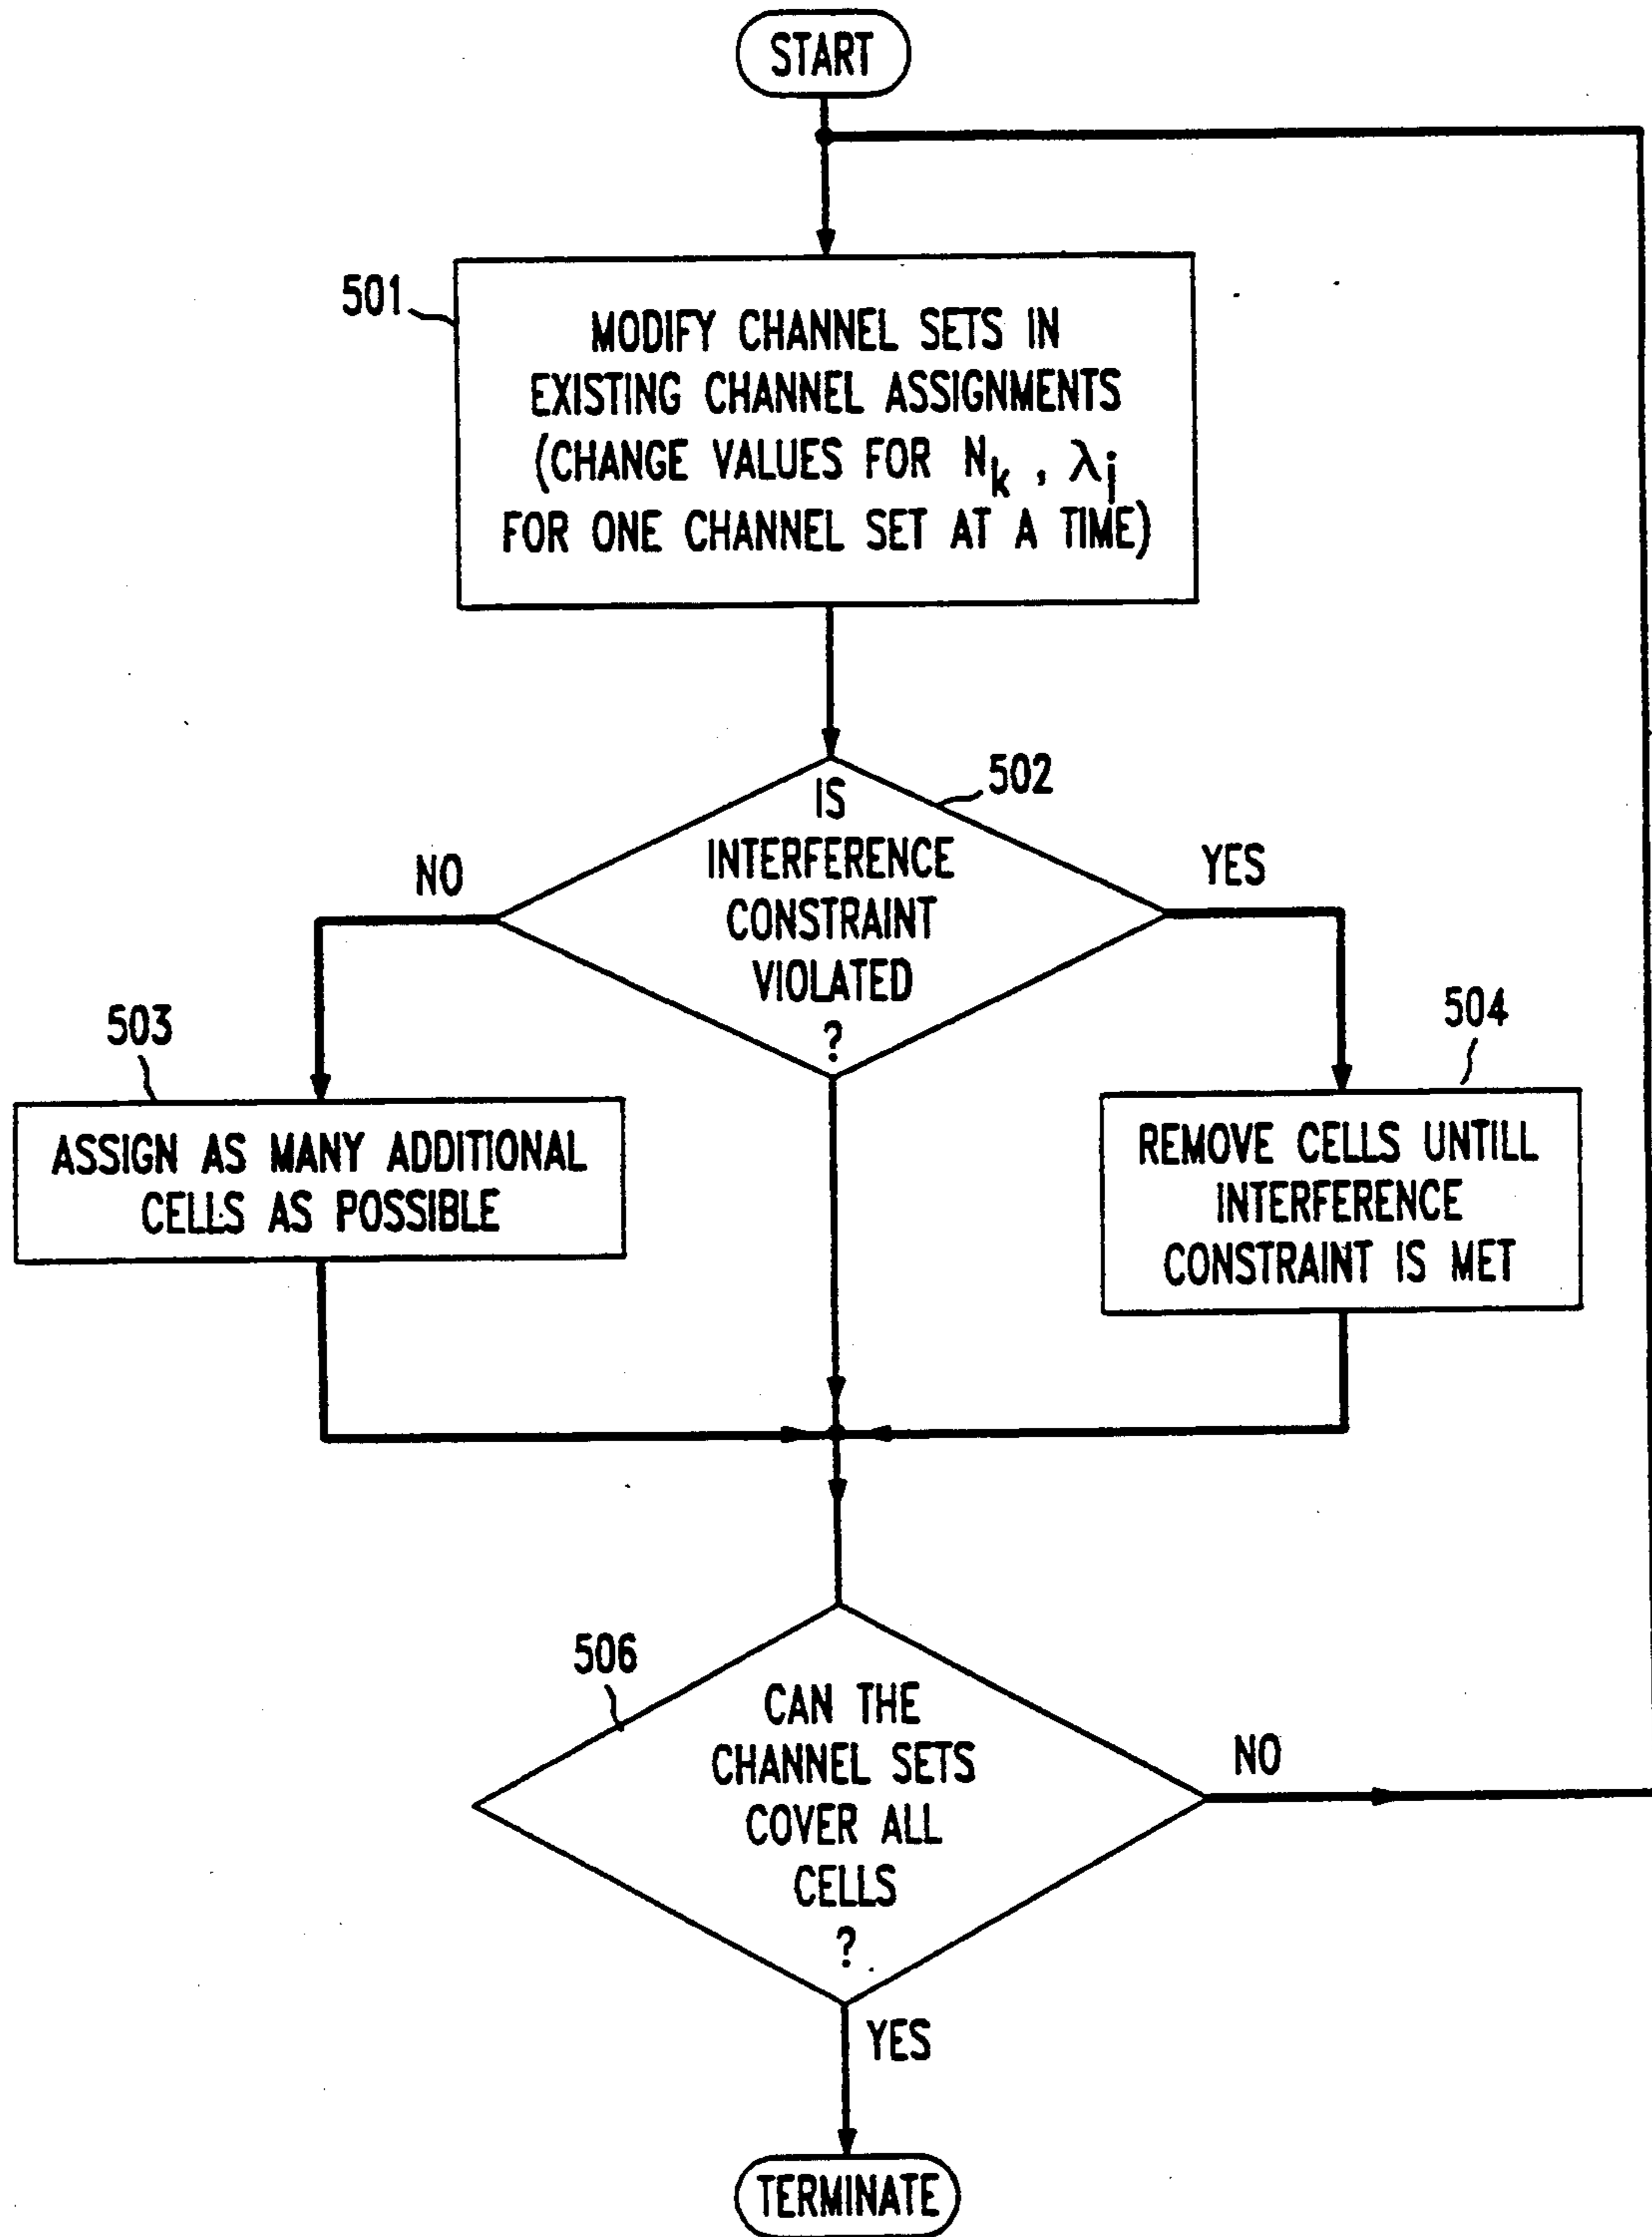 START
501
MODIFY CHANNEL SETS IN
EXISTING CHANNEL ASSIGNMENTS
(CHANGE VALUES FOR Nk , λj
FOR ONE CHANNEL SET AT A TIME)
502
IS
INTERFERENCE
CONSTRAINT
VIOLATED
?
NO
YES
503
ASSIGN AS MANY ADDITIONAL
CELLS AS POSSIBLE
504
REMOVE CELLS UNTILL
INTERFERENCE
CONSTRAINT IS MET
506
CAN THE
CHANNEL SETS
COVER ALL
CELLS
?
NO
YES
TERMINATE